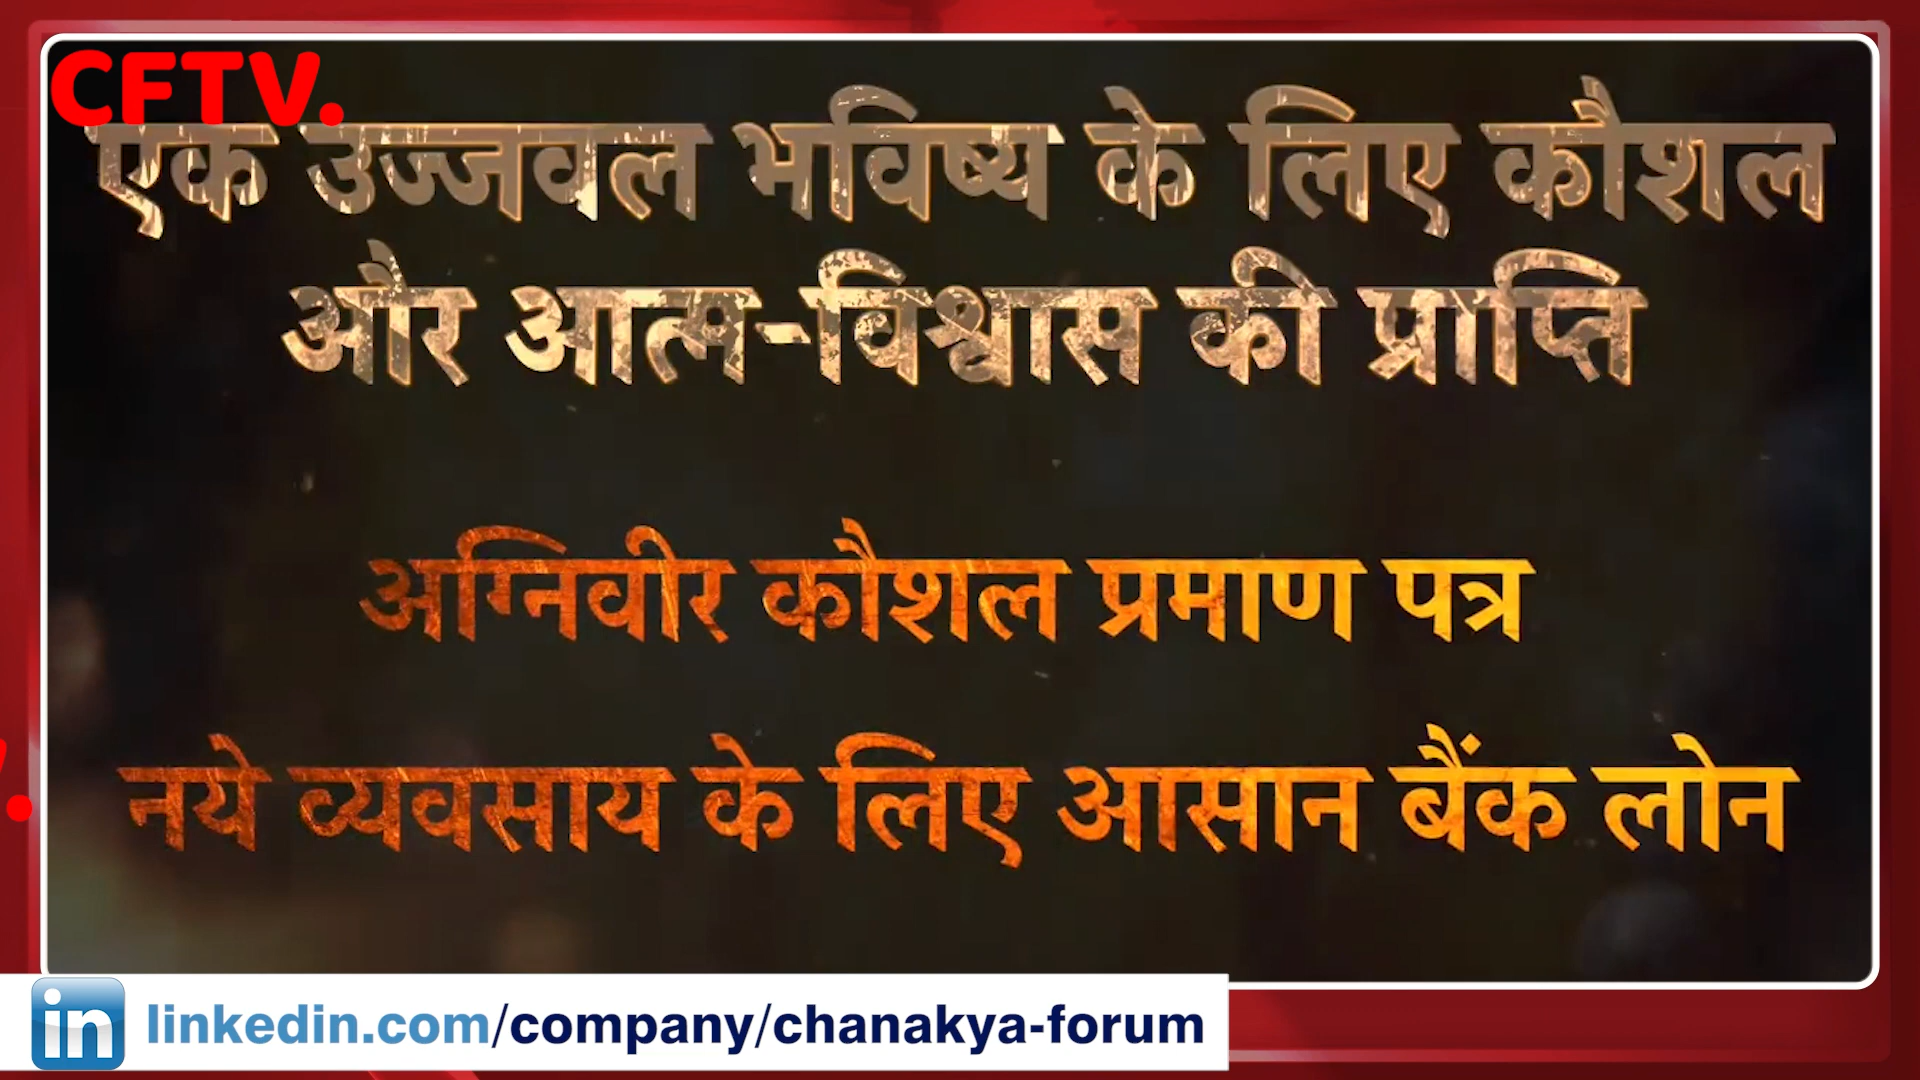 CFTV.
एक उज्जवल भविष्य के लिए कौशल
और आत्म-विश्वास की प्राप्ति
अग्निवीर कौशल प्रमाण पत्र
नये व्यवसाय के लिए आसान बैंक लोन
in linkedin.com/company/chanakya-forum